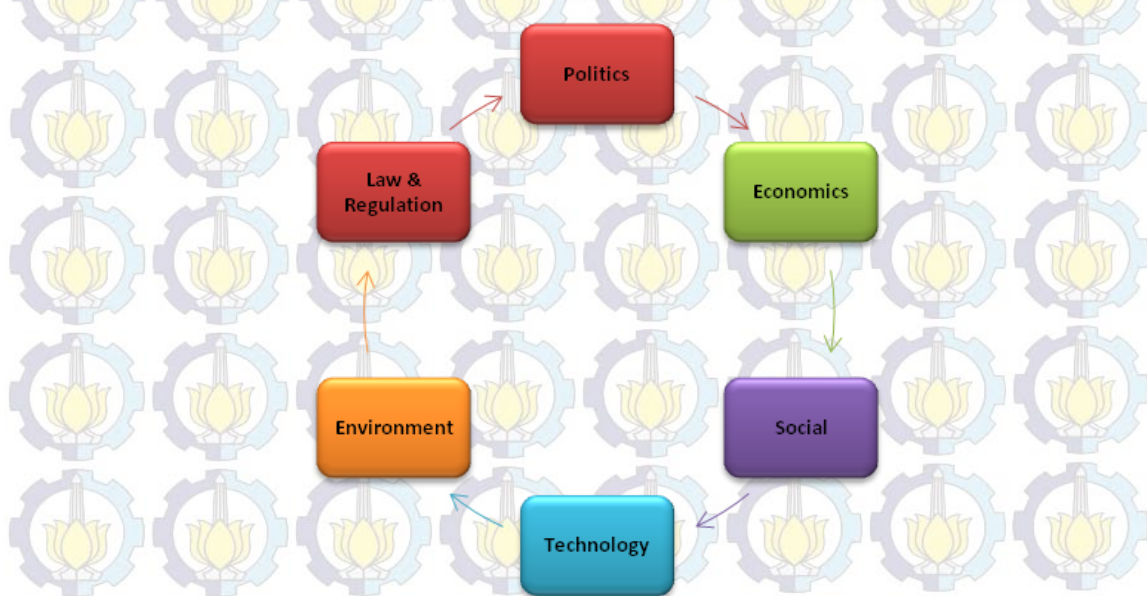 Politics
Economics
Social
Technology
Environment
Law &
Regulation